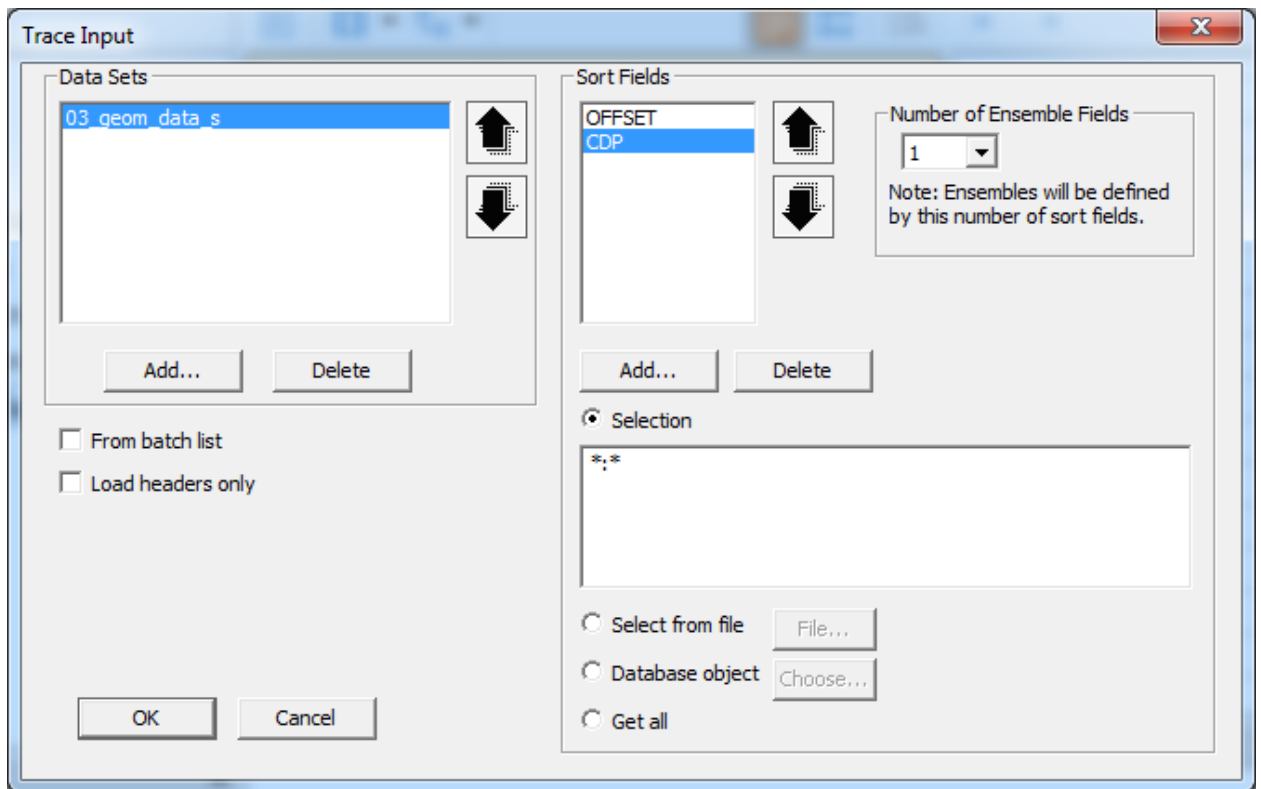 Trace Input
Data Sets
03_geom_data_s
Add...
Delete
From batch list
Load headers only
OK
Cancel
Sort Fields
OFFSET
CDP
Number of Ensemble Fields
1
Note: Ensembles will be defined
by this number of sort fields.
Add...
Delete
Selection
*:*
Select from file
File...
Database object
Choose...
Get all